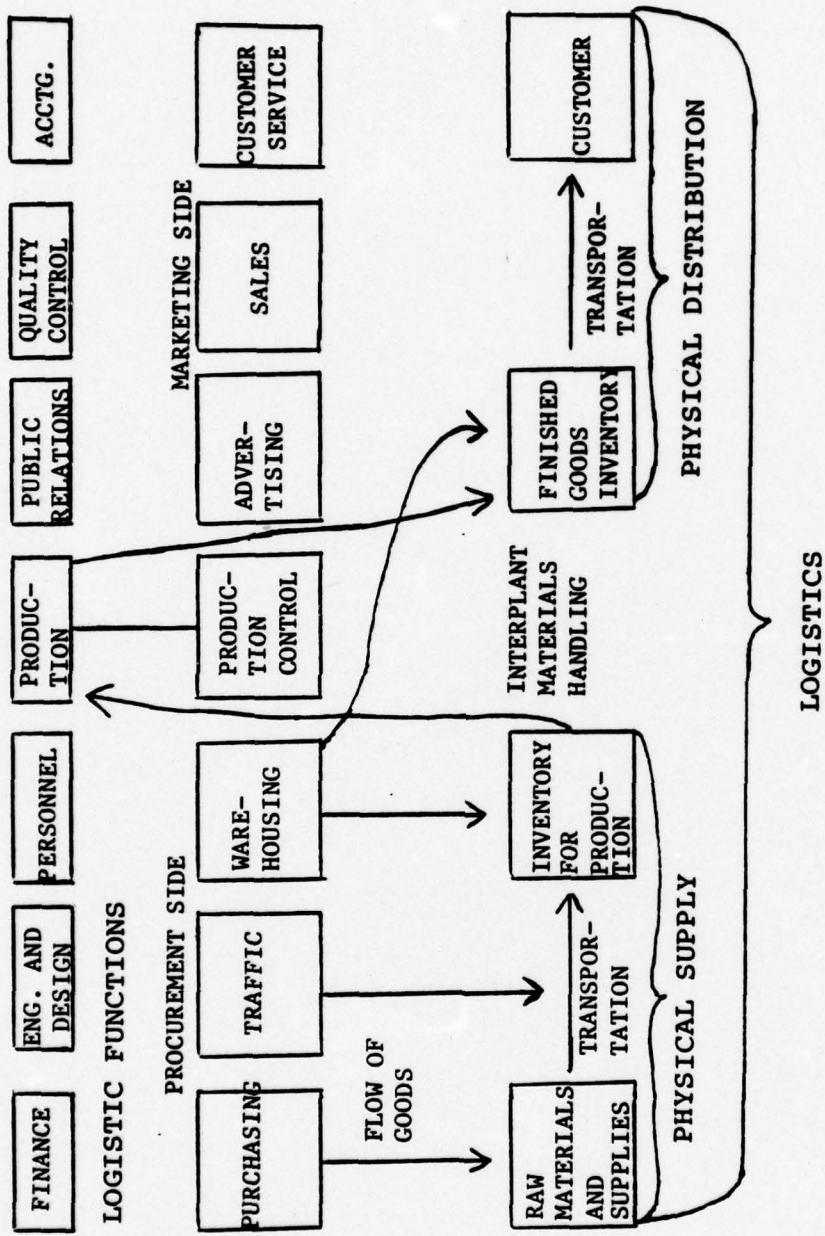 FINANCE
ENG. AND
DESIGN
PERSONNEL
PRODUC-
TION
PUBLIC
RELATIONS
QUALITY
CONTROL
ACCTG.
LOGISTIC FUNCTIONS
PROCUREMENT SIDE
MARKETING SIDE
PURCHASING
TRAFFIC
WARE-
HOUSING
PRODUC-
TION
CONTROL
ADVER-
TISING
SALES
CUSTOMER
SERVICE
FLOW OF
GOODS
RAW
MATERIALS
AND
SUPPLIES
TRANSPOR-
TATION
INVENTORY
FOR
PRODUC-
TION
INTERPLANT
MATERIALS
HANDLING
FINISHED
GOODS
INVENTORY
TRANSPOR-
TATION
CUSTOMER
PHYSICAL SUPPLY
PHYSICAL DISTRIBUTION
LOGISTICS